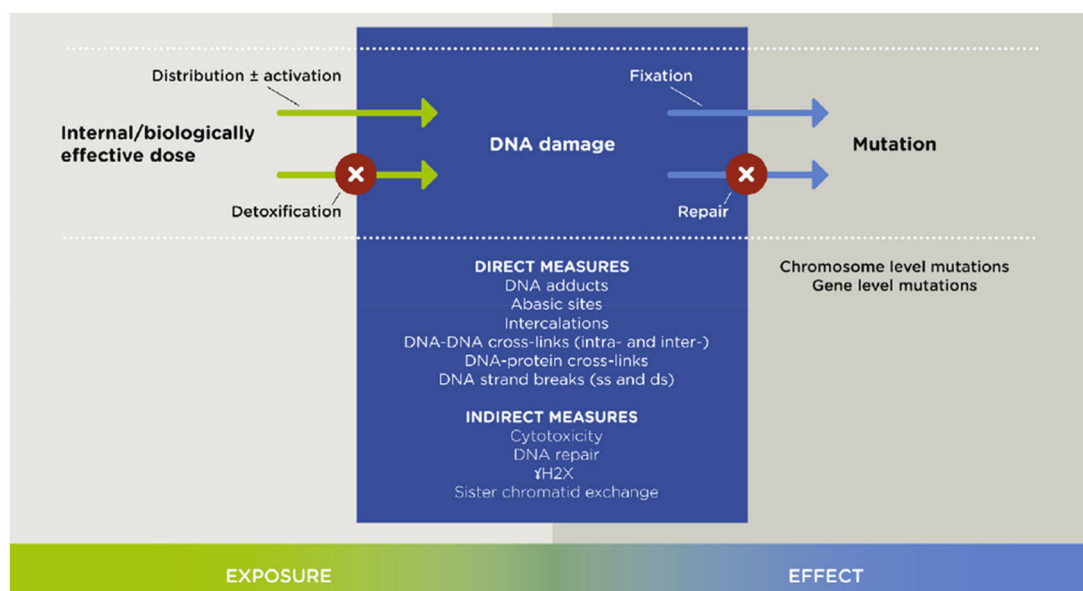 Distribution ± activation
Fixation
Internal/biologically
effective dose
DNA damage
Mutation
Detoxification
Repair
DIRECT MEASURES
DNA adducts
Abasic sites
Intercalations
DNA-DNA cross-links (intra- and inter-)
DNA-protein cross-links
DNA strand breaks (ss and ds)
INDIRECT MEASURES
Cytotoxicity
DNA repair
ɣH2X
Sister chromatid exchange
Chromosome level mutations
Gene level mutations
EXPOSURE
EFFECT